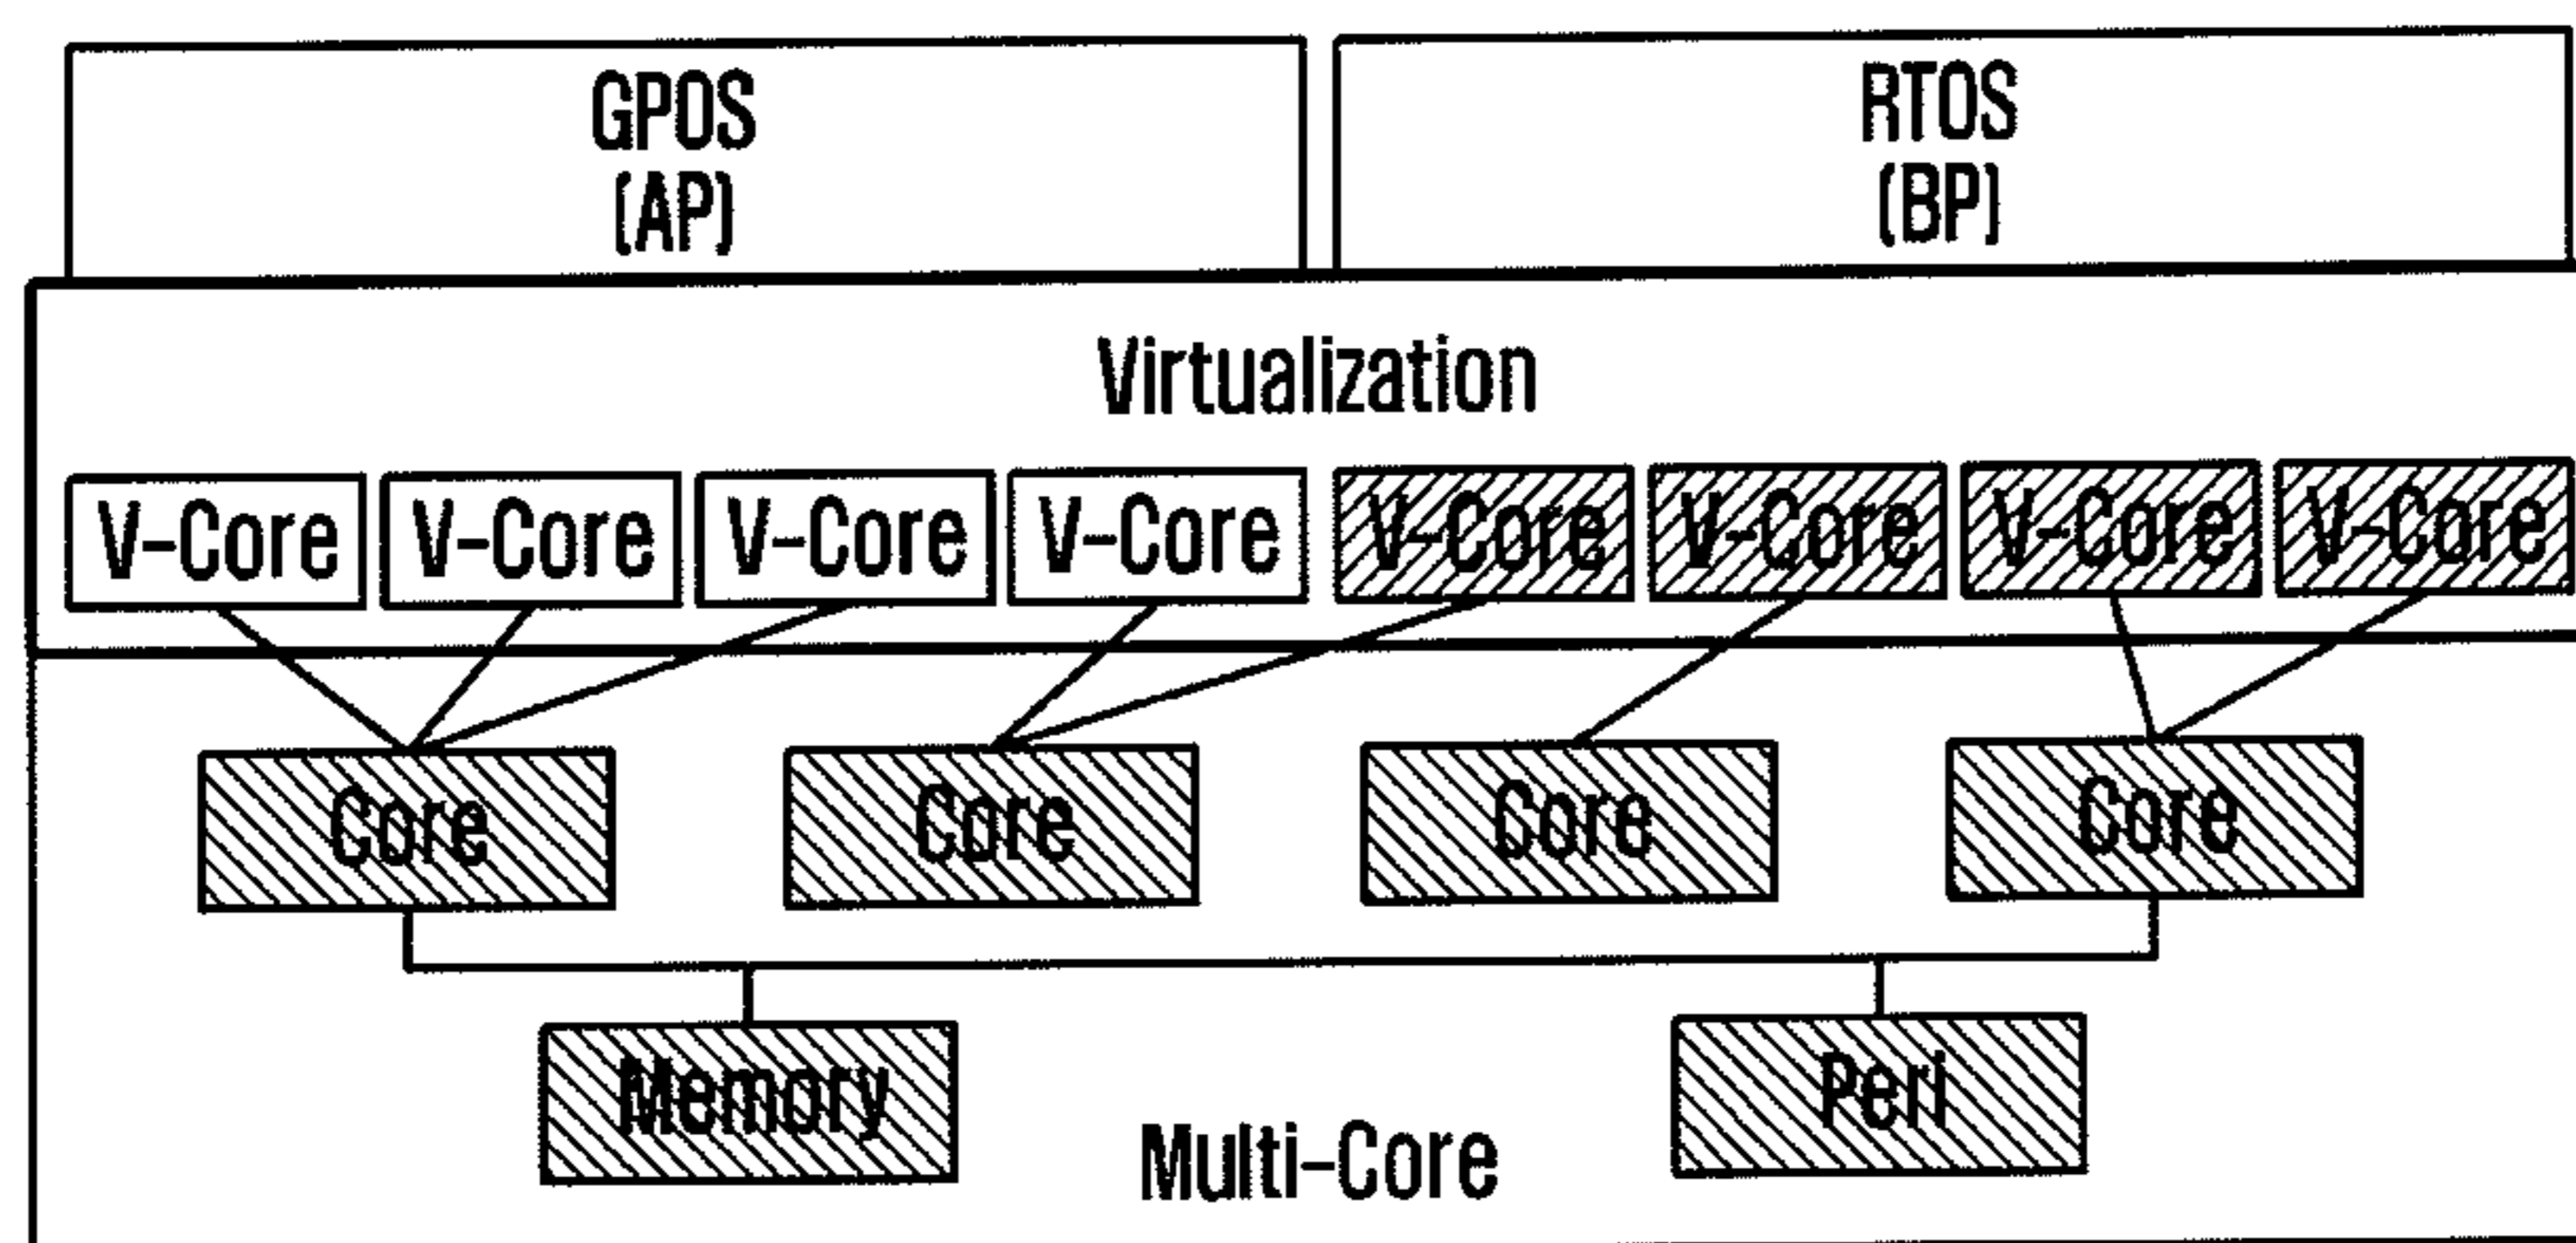 GPOS
(AP)
RTOS
(BP)
Virtualization
V-Core V-Core V-Core V-Core V-Core V-Core V-Core V-Core
Core Core Core Core
Memory Peri
Multi-Core